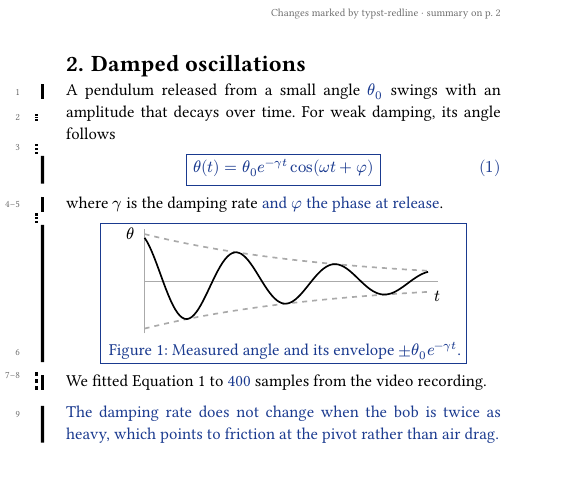 Changes marked by typst-redline · summary on p. 2
2. Damped oscillations
1 A pendulum released from a small angle θ₀ swings with an
2 amplitude that decays over time. For weak damping, its angle
3 follows
θ(t) = θ₀e^{−γt} cos(ωt + φ) (1)
4–5 where γ is the damping rate and φ the phase at release.
θ
t
6 Figure 1: Measured angle and its envelope ±θ₀e^{−γt}.
7–8 We fitted Equation 1 to 400 samples from the video recording.
9 The damping rate does not change when the bob is twice as
heavy, which points to friction at the pivot rather than air drag.